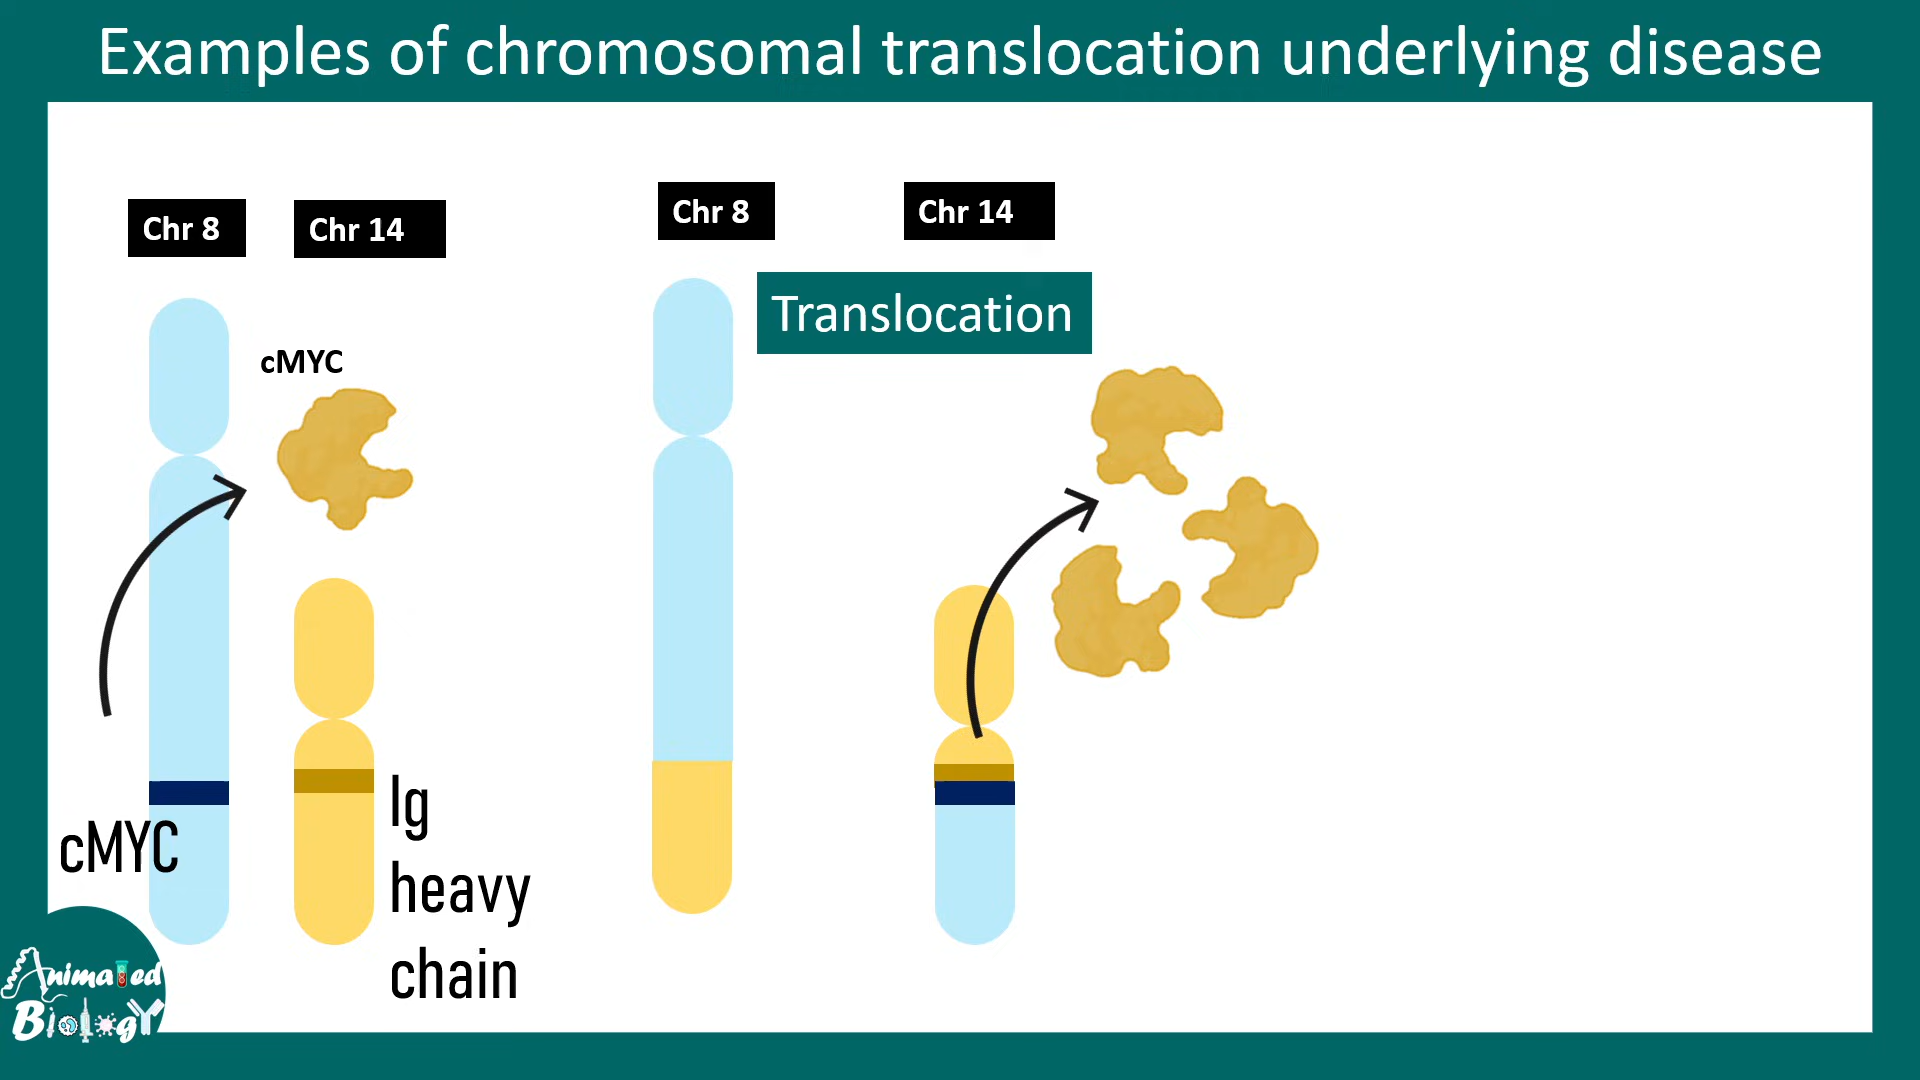 Examples of chromosomal translocation underlying disease
Chr 8
Chr 14
Chr 8
Chr 14
Translocation
cMYC
cMYC
Ig
heavy
chain
Animated
Biology